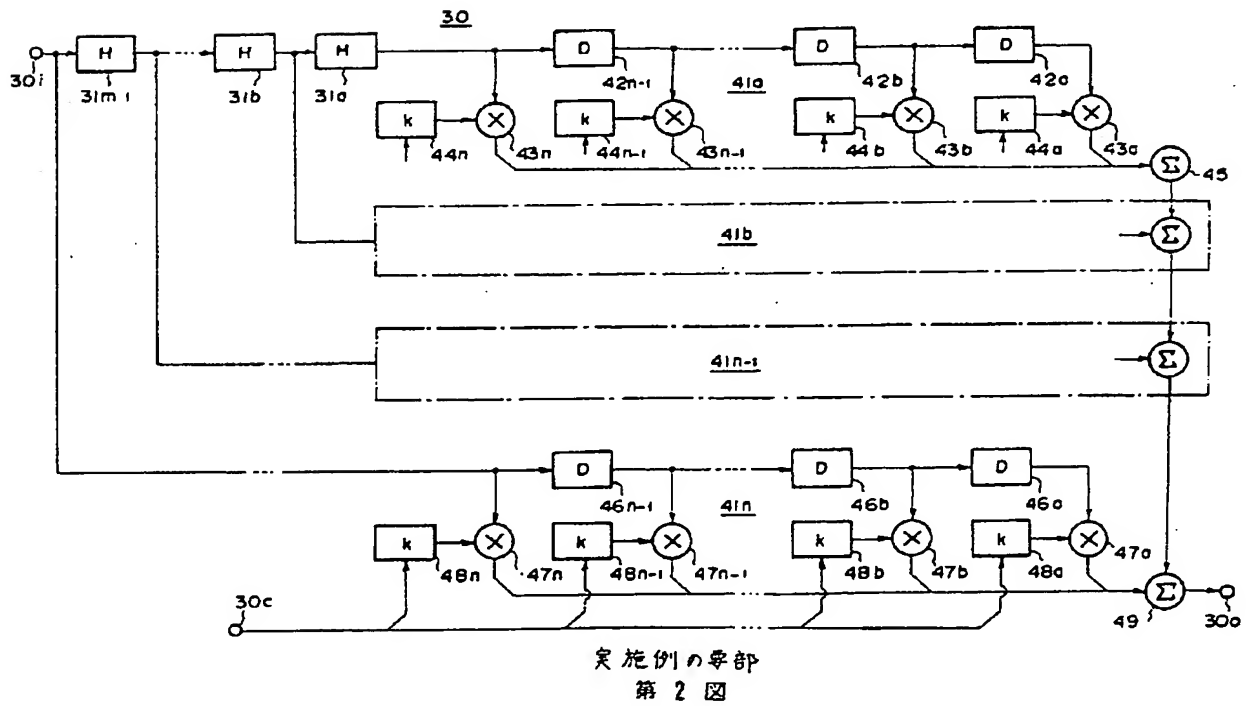 30
30i
H
H
H
D
D
D
31m-1
31b
31a
42n-1
41a
42b
42a
k
×
k
×
k
×
k
×
44n
43n
44n-1
43n-1
44b
43b
44a
43a
Σ
45
41b
Σ
41n-1
Σ
D
D
D
46n-1
41n
46b
46a
k
×
k
×
k
×
k
×
48n
47n
48n-1
47n-1
48b
47b
48a
47a
30c
Σ
49
30o
実施例の要部
第 2 図